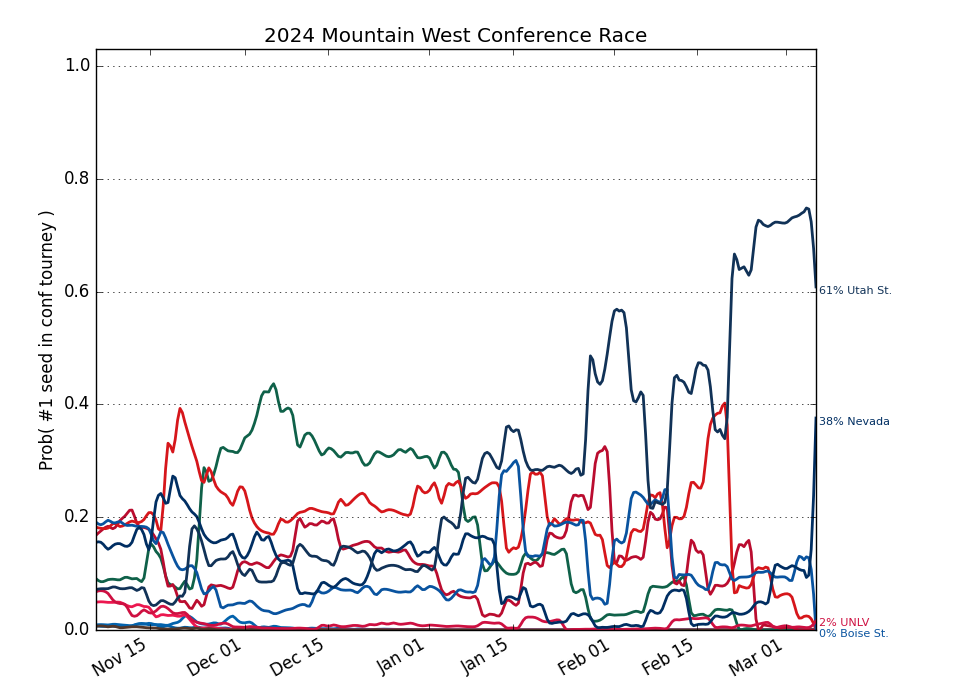 2024 Mountain West Conference Race
Prob( #1 seed in conf tourney )
1.0
0.8
0.6
0.4
0.2
0.0
61% Utah St.
38% Nevada
2% UNLV
0% Boise St.
Nov 15
Dec 01
Dec 15
Jan 01
Jan 15
Feb 01
Feb 15
Mar 01